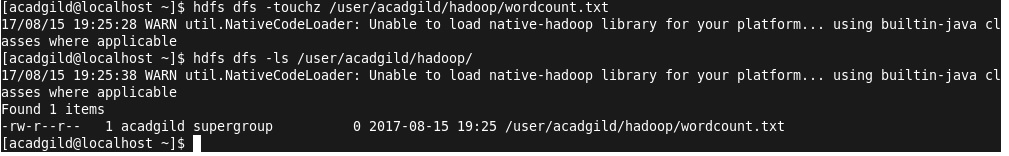 [acadgild@localhost ~]$ hdfs dfs -touchz /user/acadgild/hadoop/wordcount.txt
17/08/15 19:25:28 WARN util.NativeCodeLoader: Unable to load native-hadoop library for your platform... using builtin-java cl
asses where applicable
[acadgild@localhost ~]$ hdfs dfs -ls /user/acadgild/hadoop/
17/08/15 19:25:38 WARN util.NativeCodeLoader: Unable to load native-hadoop library for your platform... using builtin-java cl
asses where applicable
Found 1 items
-rw-r--r--   1 acadgild supergroup          0 2017-08-15 19:25 /user/acadgild/hadoop/wordcount.txt
[acadgild@localhost ~]$